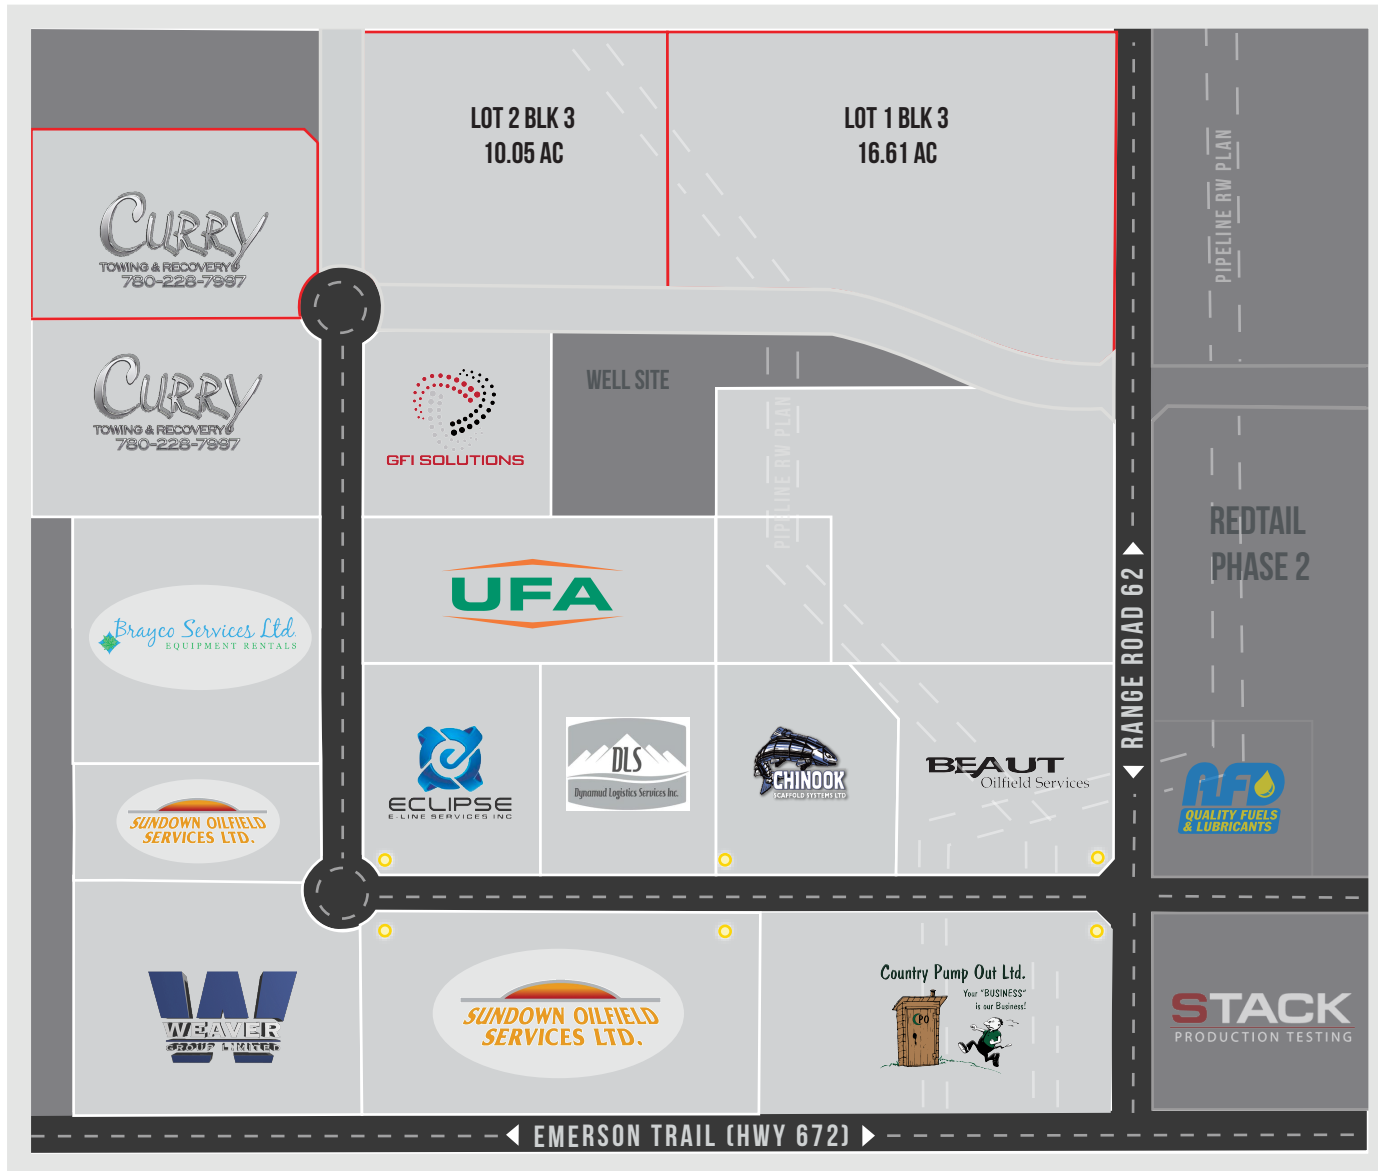 LOT 2 BLK 3
10.05 AC
LOT 1 BLK 3
16.61 AC
PIPELINE RW PLAN
CURRY
TOWING & RECOVERY
780-228-7997
CURRY
TOWING & RECOVERY
780-228-7997
GFI SOLUTIONS
WELL SITE
PIPELINE RW PLAN
REDTAIL
PHASE 2
UFA
RANGE ROAD 62
Brayco Services Ltd.
EQUIPMENT RENTALS
ECLIPSE
E-LINE SERVICES INC
DLS
Dynamud Logistics Services Inc.
CHINOOK
SCAFFOLD SYSTEMS LTD
BEAUT
Oilfield Services
AFD
QUALITY FUELS
& LUBRICANTS
SUNDOWN OILFIELD
SERVICES LTD.
W
WEAVER
GROUP LIMITED
SUNDOWN OILFIELD
SERVICES LTD.
Country Pump Out Ltd.
Your "BUSINESS"
is our Business!
CPO
STACK
PRODUCTION TESTING
EMERSON TRAIL (HWY 672)